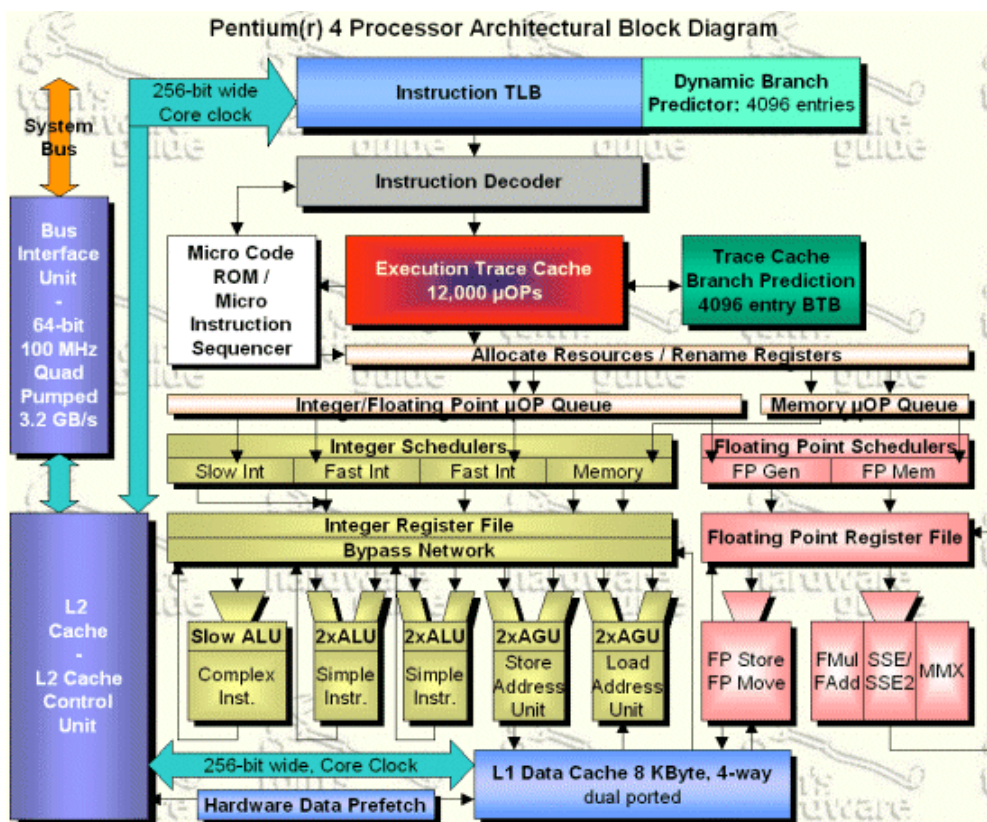 Pentium(r) 4 Processor Architectural Block Diagram
256-bit wide
Core clock
Instruction TLB
Dynamic Branch
Predictor: 4096 entries
System
Bus
Instruction Decoder
Bus
Interface
Unit
-
64-bit
100 MHz
Quad
Pumped
3.2 GB/s
Micro Code
ROM /
Micro
Instruction
Sequencer
Execution Trace Cache
12,000 µOPs
Trace Cache
Branch Prediction
4096 entry BTB
Allocate Resources / Rename Registers
Integer/Floating Point µOP Queue
Memory µOP Queue
Integer Schedulers
Slow Int
Fast Int
Fast Int
Memory
Floating Point Schedulers
FP Gen
FP Mem
Integer Register File
Bypass Network
Floating Point Register File
L2
Cache
-
L2 Cache
Control
Unit
Slow ALU
Complex
Inst.
2xALU
Simple
Instr.
2xALU
Simple
Instr.
2xAGU
Store
Address
Unit
2xAGU
Load
Address
Unit
FP Store
FP Move
FMul
FAdd
SSE/
SSE2
MMX
256-bit wide, Core Clock
L1 Data Cache 8 KByte, 4-way
dual ported
Hardware Data Prefetch
tom's
hardware
guide